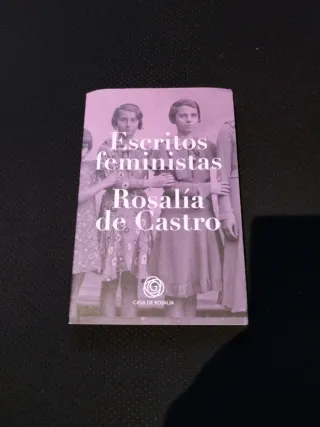 Escritos
feministas
Rosalía
de Castro
CASA DE ROSALÍA